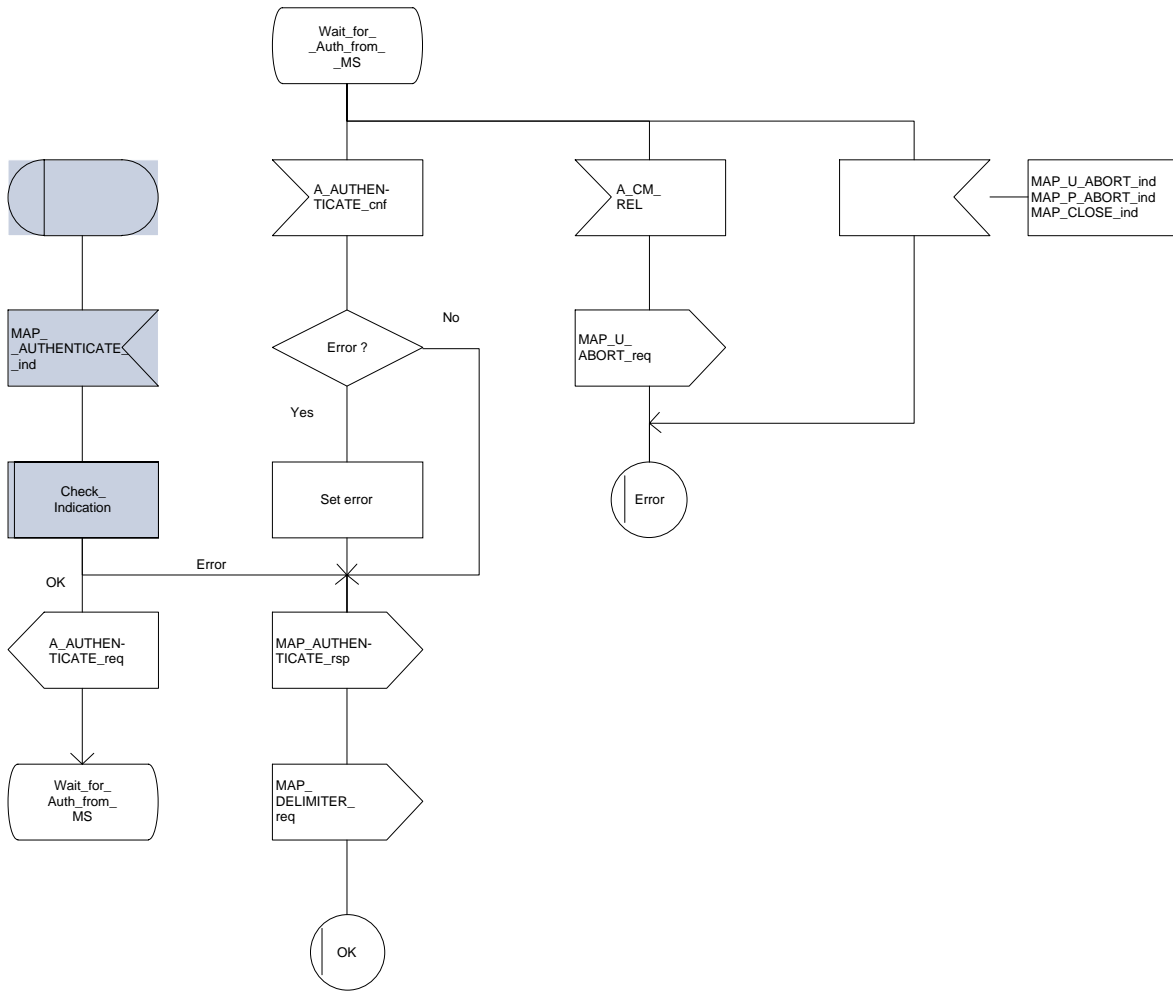 Wait_for_
_Auth_from_
_MS
A_AUTHEN-
TICATE_cnf
A_CM_
REL
MAP_U_ABORT_ind
MAP_P_ABORT_ind
MAP_CLOSE_ind
MAP_
_AUTHENTICATE_
_ind
Error ?
No
Yes
MAP_U_
ABORT_req
Check_
Indication
Set error
Error
OK
Error
A_AUTHEN-
TICATE_req
MAP_AUTHEN-
TICATE_rsp
Wait_for_
Auth_from_
MS
MAP_
DELIMITER_
req
OK